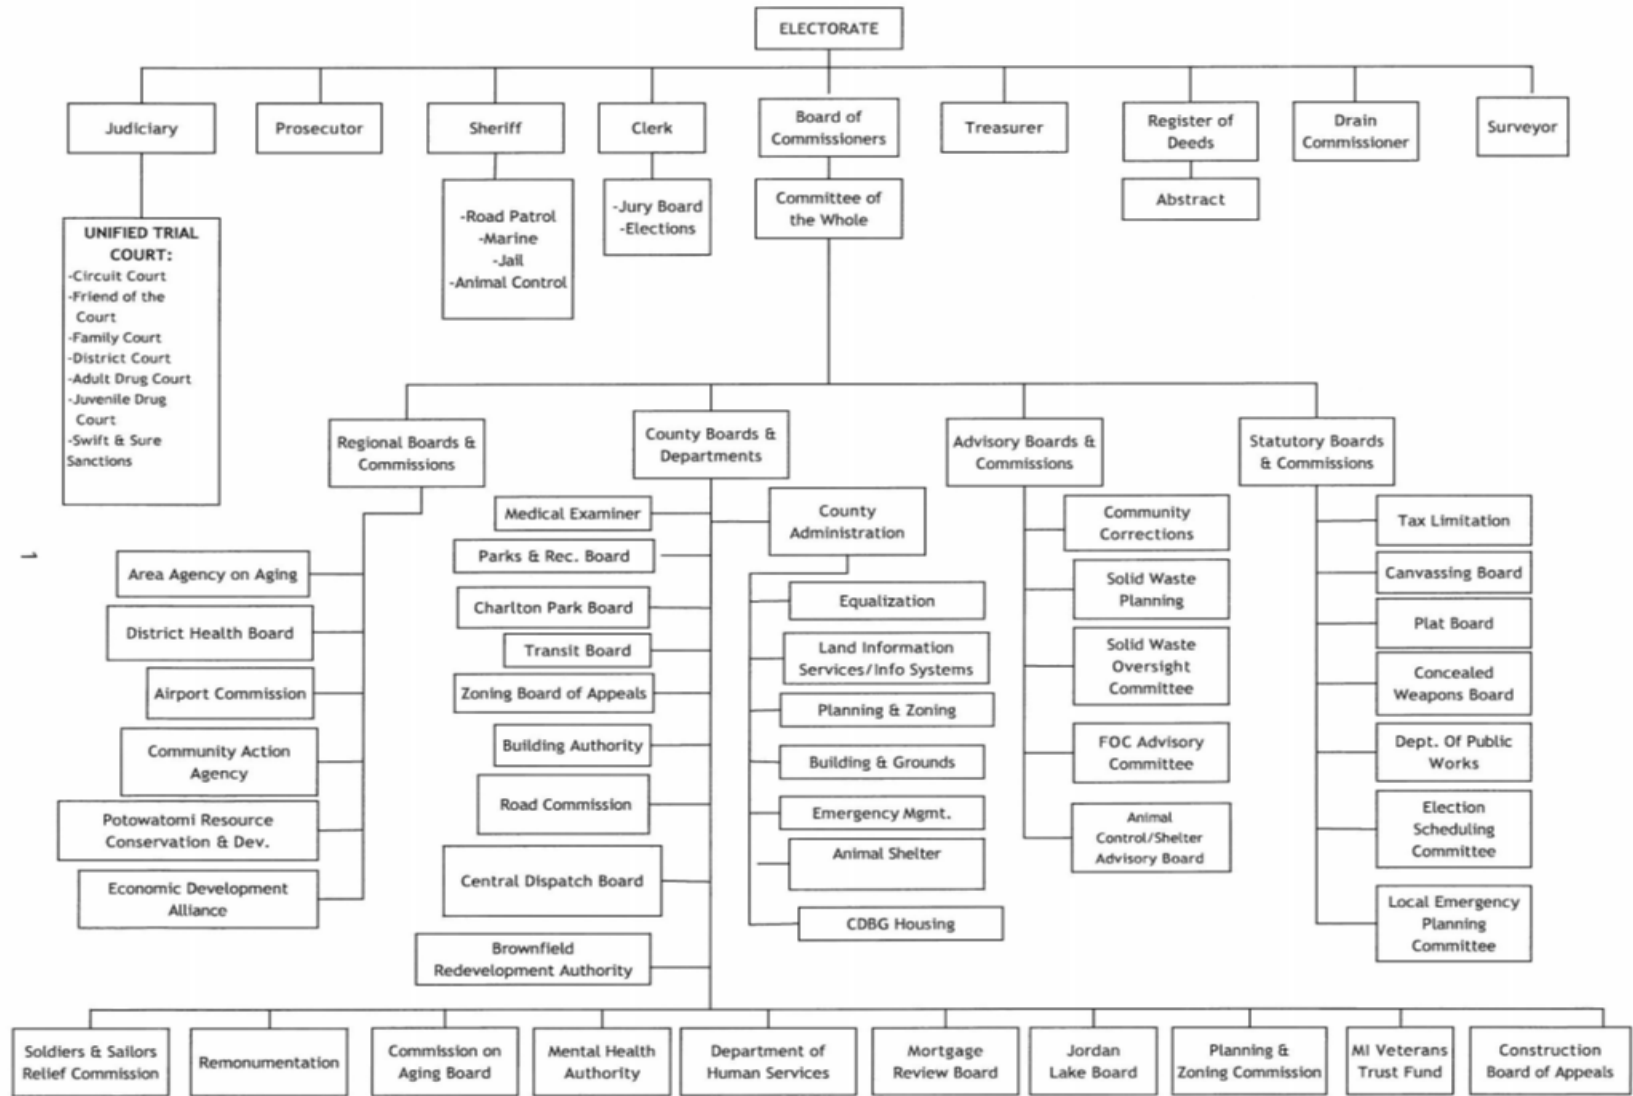 ELECTORATE
Judiciary
Prosecutor
Sheriff
Clerk
Board of
Commissioners
Treasurer
Register of
Deeds
Drain
Commissioner
Surveyor
UNIFIED TRIAL
COURT:
-Circuit Court
-Friend of the
Court
-Family Court
-District Court
-Adult Drug Court
-Juvenile Drug
Court
-Swift & Sure
Sanctions
-Road Patrol
-Marine
-Jail
-Animal Control
-Jury Board
-Elections
Committee of
the Whole
Abstract
Regional Boards &
Commissions
County Boards &
Departments
Advisory Boards &
Commissions
Statutory Boards
& Commissions
Area Agency on Aging
District Health Board
Airport Commission
Community Action
Agency
Potowatomi Resource
Conservation & Dev.
Economic Development
Alliance
Medical Examiner
Parks & Rec. Board
Charlton Park Board
Transit Board
Zoning Board of Appeals
Building Authority
Road Commission
Central Dispatch Board
Brownfield
Redevelopment Authority
County
Administration
Equalization
Land Information
Services/Info Systems
Planning & Zoning
Building & Grounds
Emergency Mgmt.
Animal Shelter
CDBG Housing
Community
Corrections
Solid Waste
Planning
Solid Waste
Oversight
Committee
FOC Advisory
Committee
Animal
Control/Shelter
Advisory Board
Tax Limitation
Canvassing Board
Plat Board
Concealed
Weapons Board
Dept. Of Public
Works
Election
Scheduling
Committee
Local Emergency
Planning
Committee
Soldiers & Sailors
Relief Commission
Remonumentation
Commission on
Aging Board
Mental Health
Authority
Department of
Human Services
Mortgage
Review Board
Jordan
Lake Board
Planning &
Zoning Commission
MI Veterans
Trust Fund
Construction
Board of Appeals
1